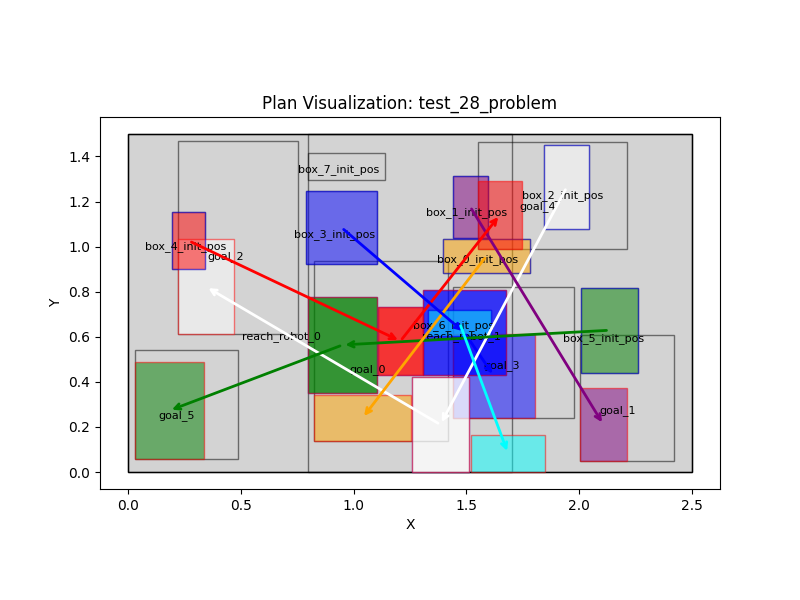 Plan Visualization: test_28_problem
Y
1.4
1.2
1.0
0.8
0.6
0.4
0.2
0.0
box_7_init_pos
box_2_init_pos
goal_4
box_1_init_pos
box_3_init_pos
box_4_init_pos
goal_2
box_0_init_pos
box_6_init_pos
reach_robot_0
reach_robot_1
box_5_init_pos
goal_0
goal_3
goal_1
goal_5
0.0 0.5 1.0 1.5 2.0 2.5
X